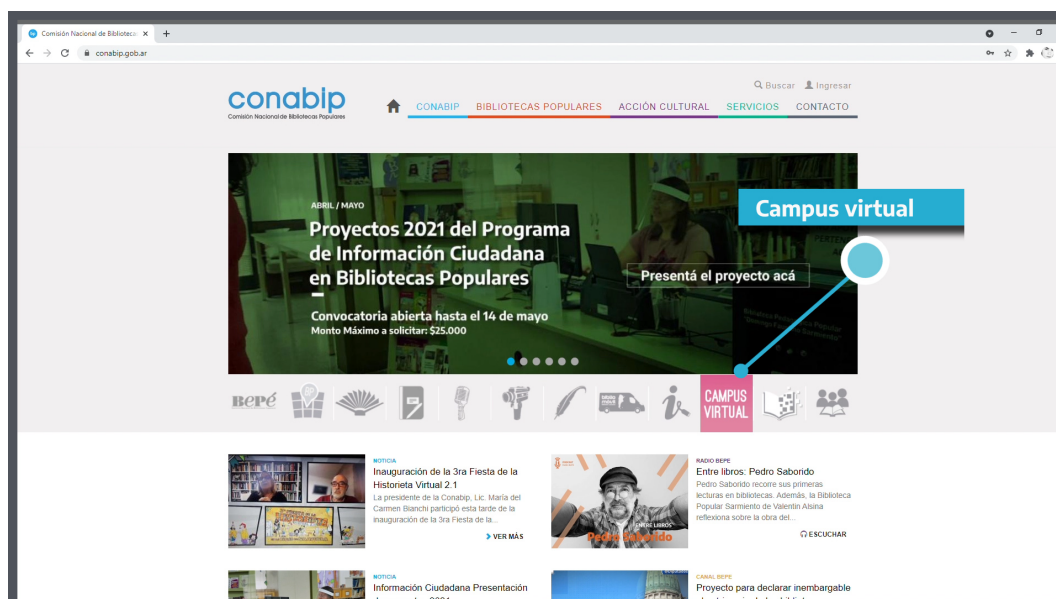 Comisión Nacional de Bibliotecas
conabip.gob.ar
Buscar Ingresar
conabip
Comisión Nacional de Bibliotecas Populares
CONABIP BIBLIOTECAS POPULARES ACCIÓN CULTURAL SERVICIOS CONTACTO
ABRIL / MAYO
Proyectos 2021 del Programa
de Información Ciudadana
en Bibliotecas Populares
Convocatoria abierta hasta el 14 de mayo
Monto Máximo a solicitar: $25.000
Presentá el proyecto acá
Campus virtual
BEPÉ
CAMPUS
VIRTUAL
NOTICIA
Inauguración de la 3ra Fiesta de la
Historieta Virtual 2.1
La presidente de la Conabip, Lic. María del
Carmen Bianchi participó esta tarde de la
inauguración de la 3ra Fiesta de la...
VER MÁS
ENTRE LIBROS
Pedro Saborido
RADIO BEPE
Entre libros: Pedro Saborido
Pedro Saborido recorre sus primeras
lecturas en bibliotecas. Además, la Biblioteca
Popular Sarmiento de Valentín Alsina
reflexiona sobre la obra del...
ESCUCHAR
NOTICIA
Información Ciudadana Presentación
CANAL BEPE
Proyecto para declarar inembargable